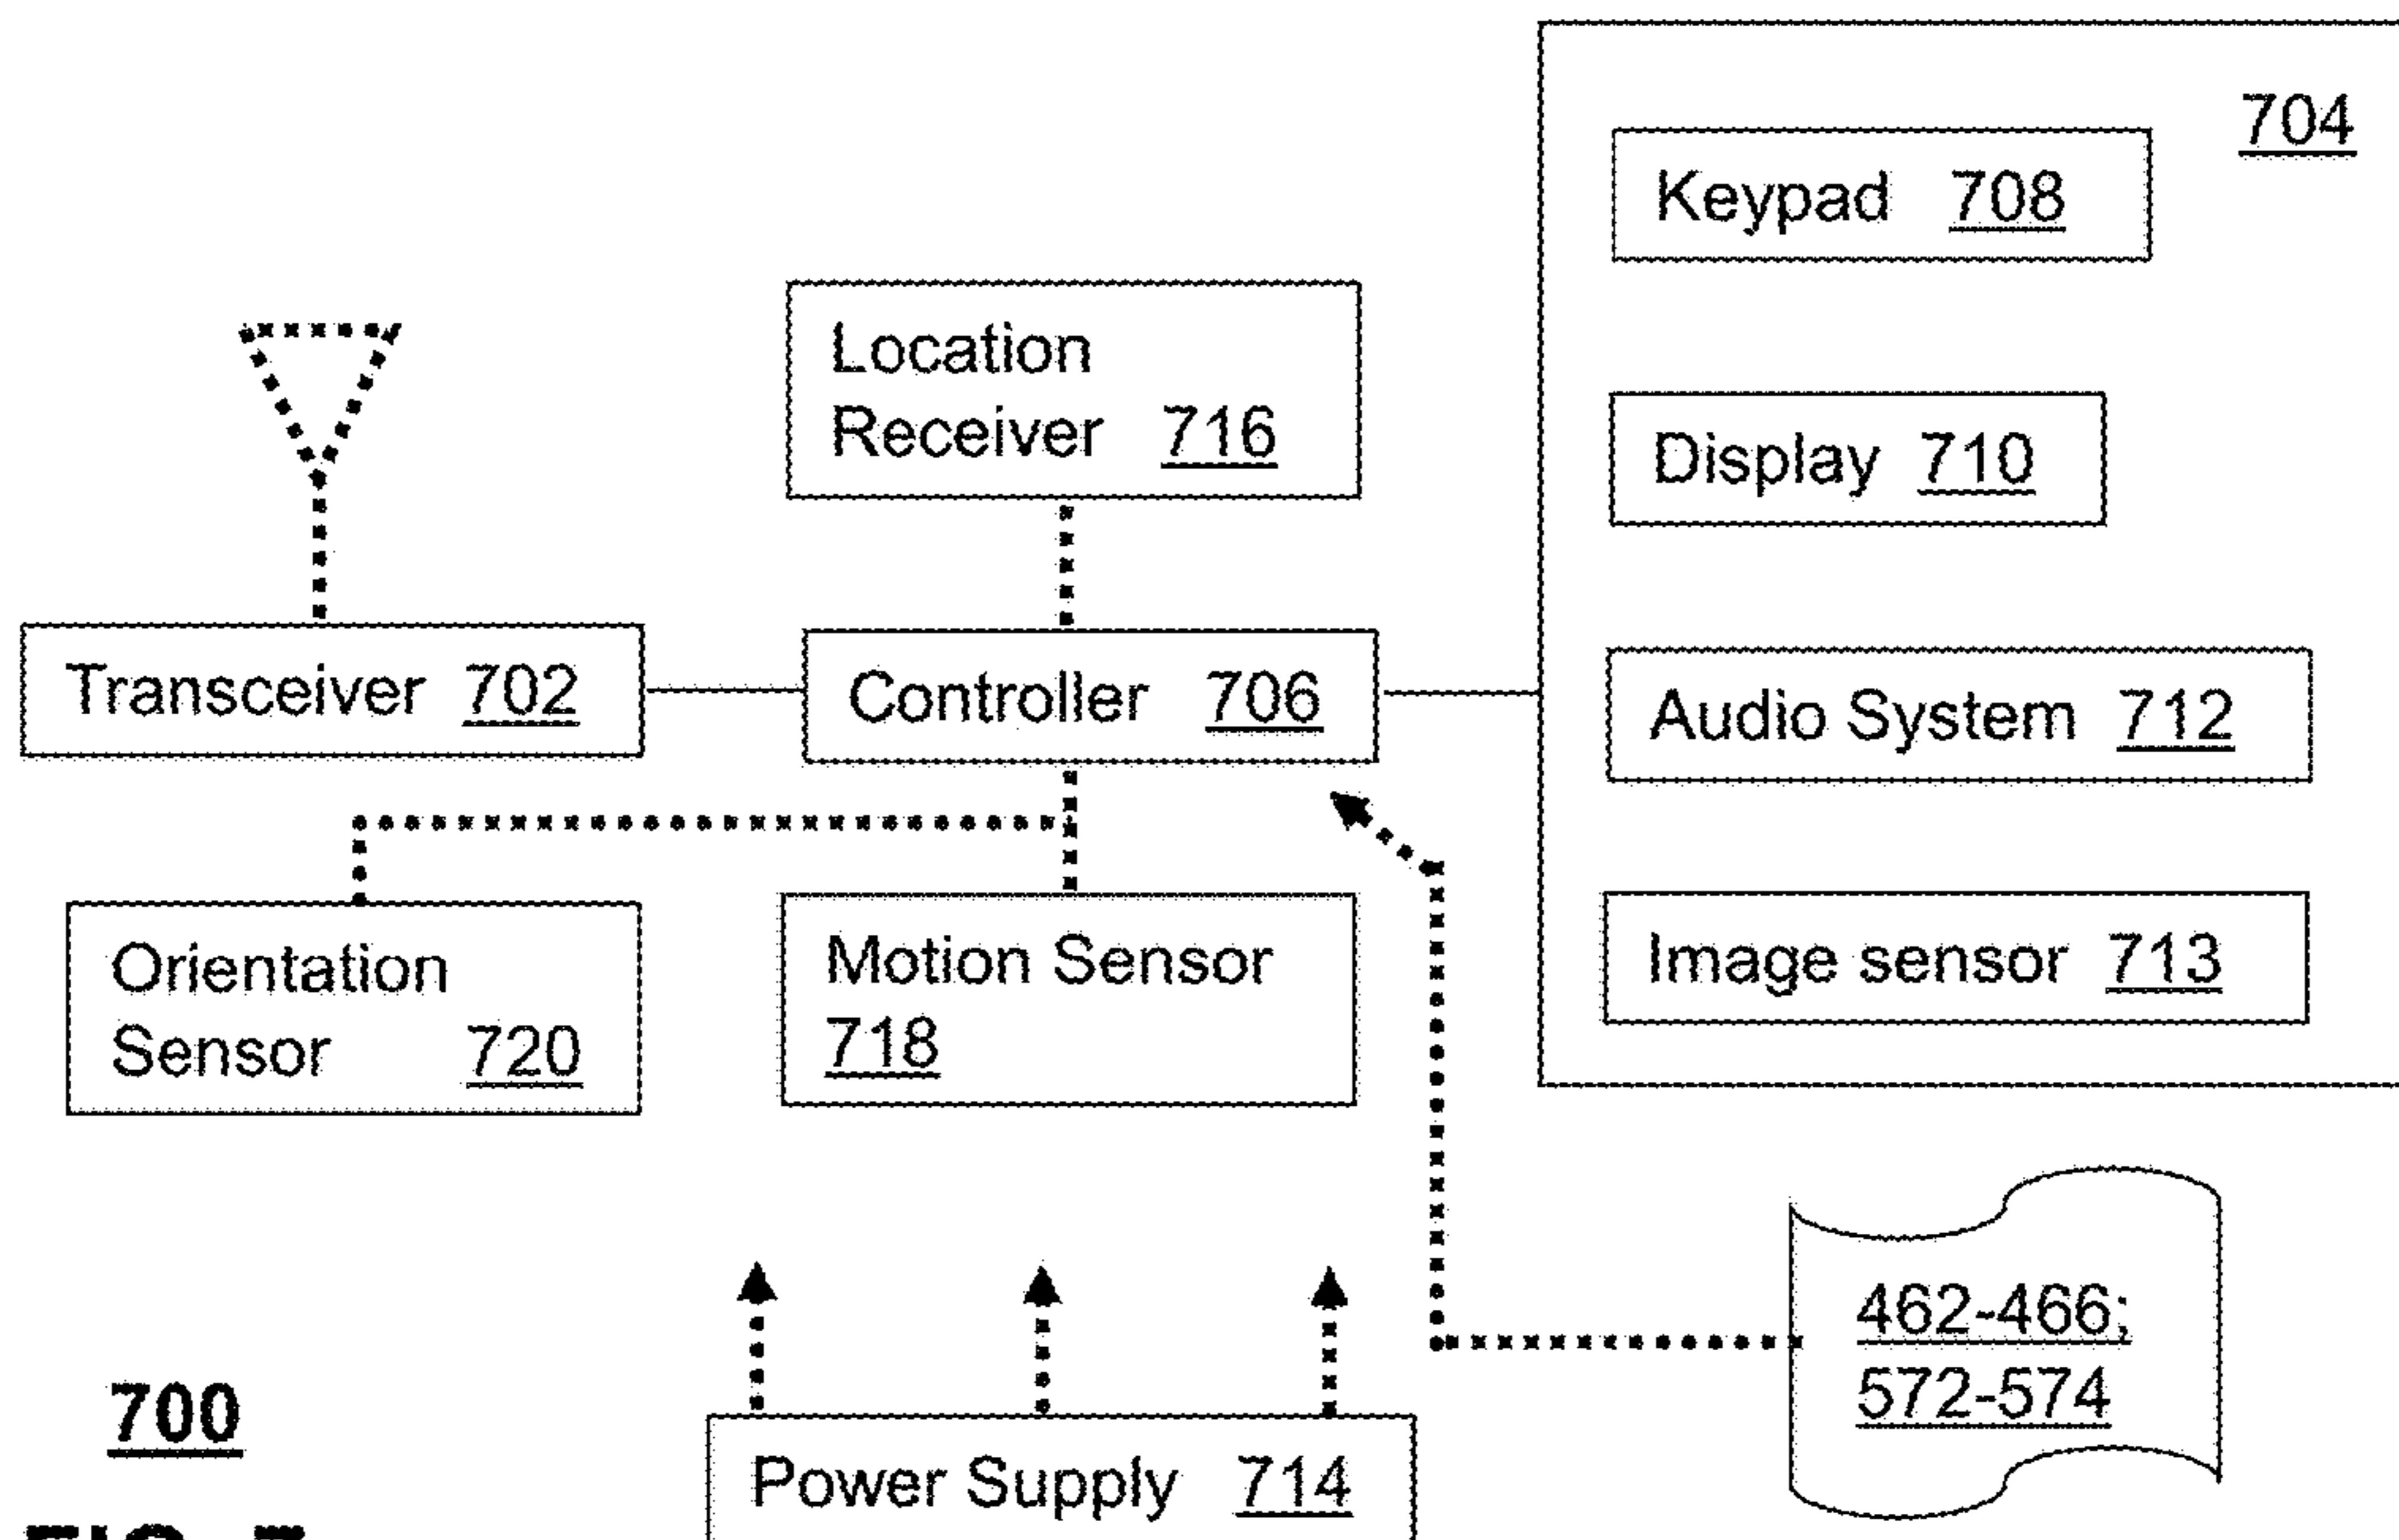 704
Keypad 708
Location
Receiver 716
Display 710
Transceiver 702
Controller 706
Audio System 712
Orientation
Sensor 720
Motion Sensor
718
Image sensor 713
462-466;
572-574
700
Power Supply 714